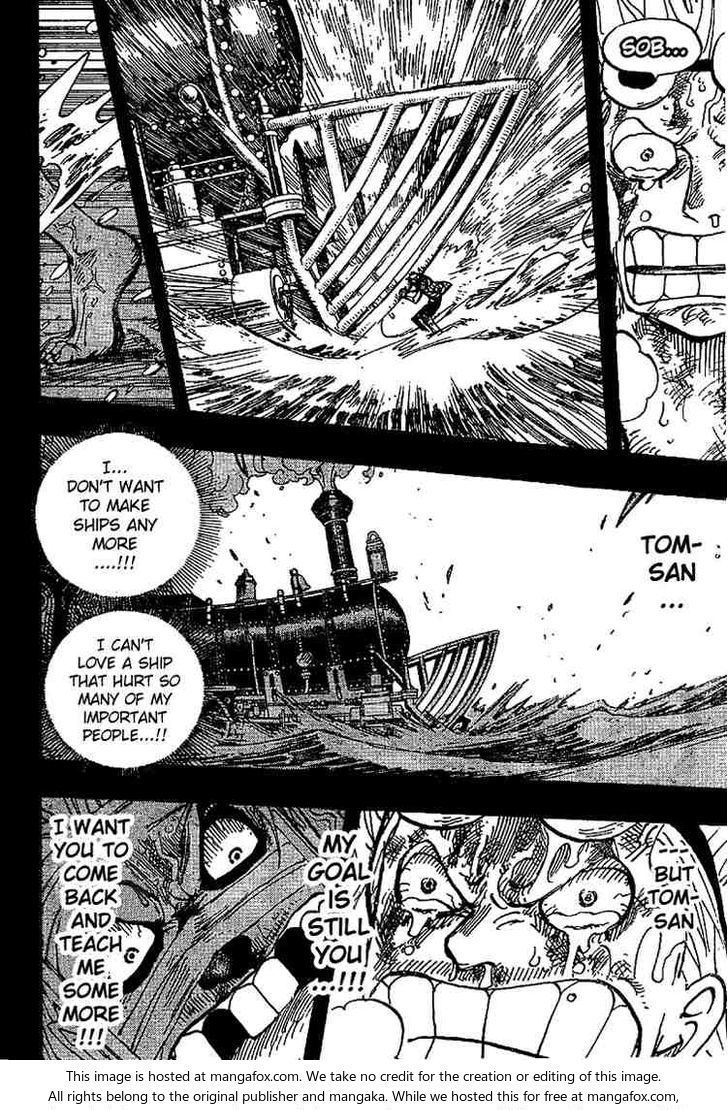 SOB...
TOM-
SAN
...
I...
DON'T WANT
TO MAKE
SHIPS ANY
MORE
....!!!
I CAN'T
LOVE A SHIP
THAT HURT SO
MANY OF MY
IMPORTANT
PEOPLE...!!
----
BUT
TOM-
SAN
MY
GOAL
IS
STILL
YOU
...!!!
I WANT
YOU TO
COME
BACK
AND
TEACH
ME
SOME
MORE
!!!
This image is hosted at mangafox.com. We take no credit for the creation or editing of this image.
All rights belong to the original publisher and mangaka. While we hosted this for free at mangafox.com,